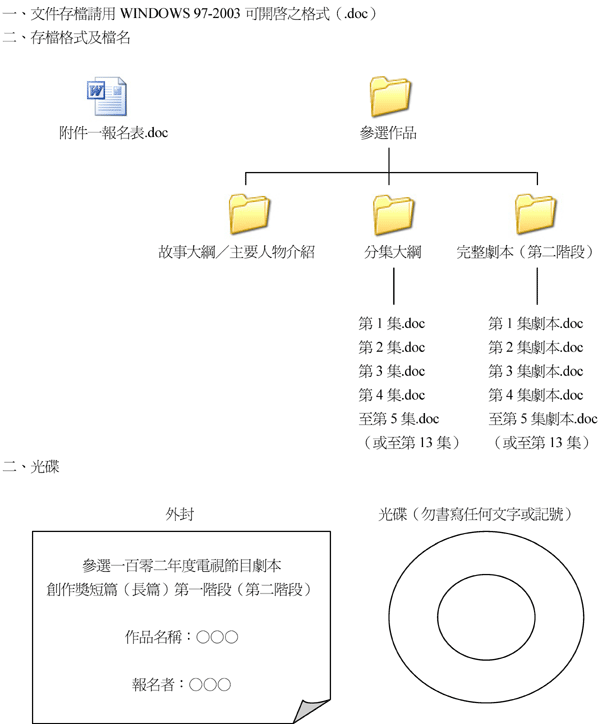 一、文件存檔請用 WINDOWS 97-2003 可開啓之格式（.doc）
二、存檔格式及檔名
附件一報名表.doc
參選作品
故事大綱／主要人物介紹
分集大綱
完整劇本（第二階段）
第 1 集.doc
第 2 集.doc
第 3 集.doc
第 4 集.doc
至第 5 集.doc
（或至第 13 集）
第 1 集劇本.doc
第 2 集劇本.doc
第 3 集劇本.doc
第 4 集劇本.doc
至第 5 集劇本.doc
（或至第 13 集）
二、光碟
外封
參選一百零二年度電視節目劇本
創作獎短篇（長篇）第一階段（第二階段）
作品名稱：○○○
報名者：○○○
光碟（勿書寫任何文字或記號）